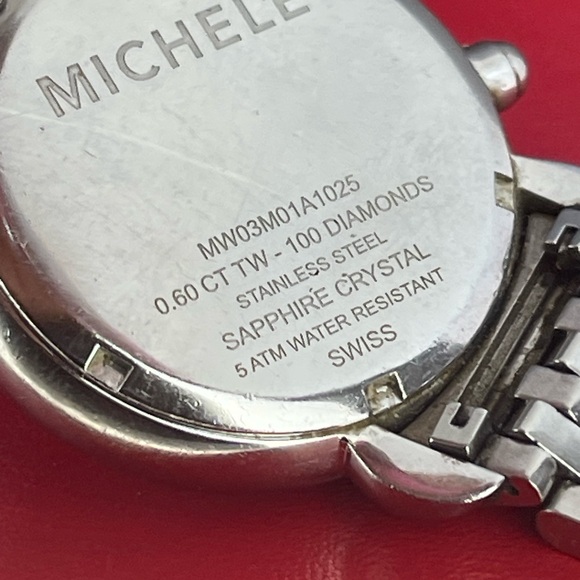 MICHELE
MW03M01A1025
0.60 CT TW - 100 DIAMONDS
STAINLESS STEEL
SAPPHIRE CRYSTAL
5 ATM WATER RESISTANT
SWISS